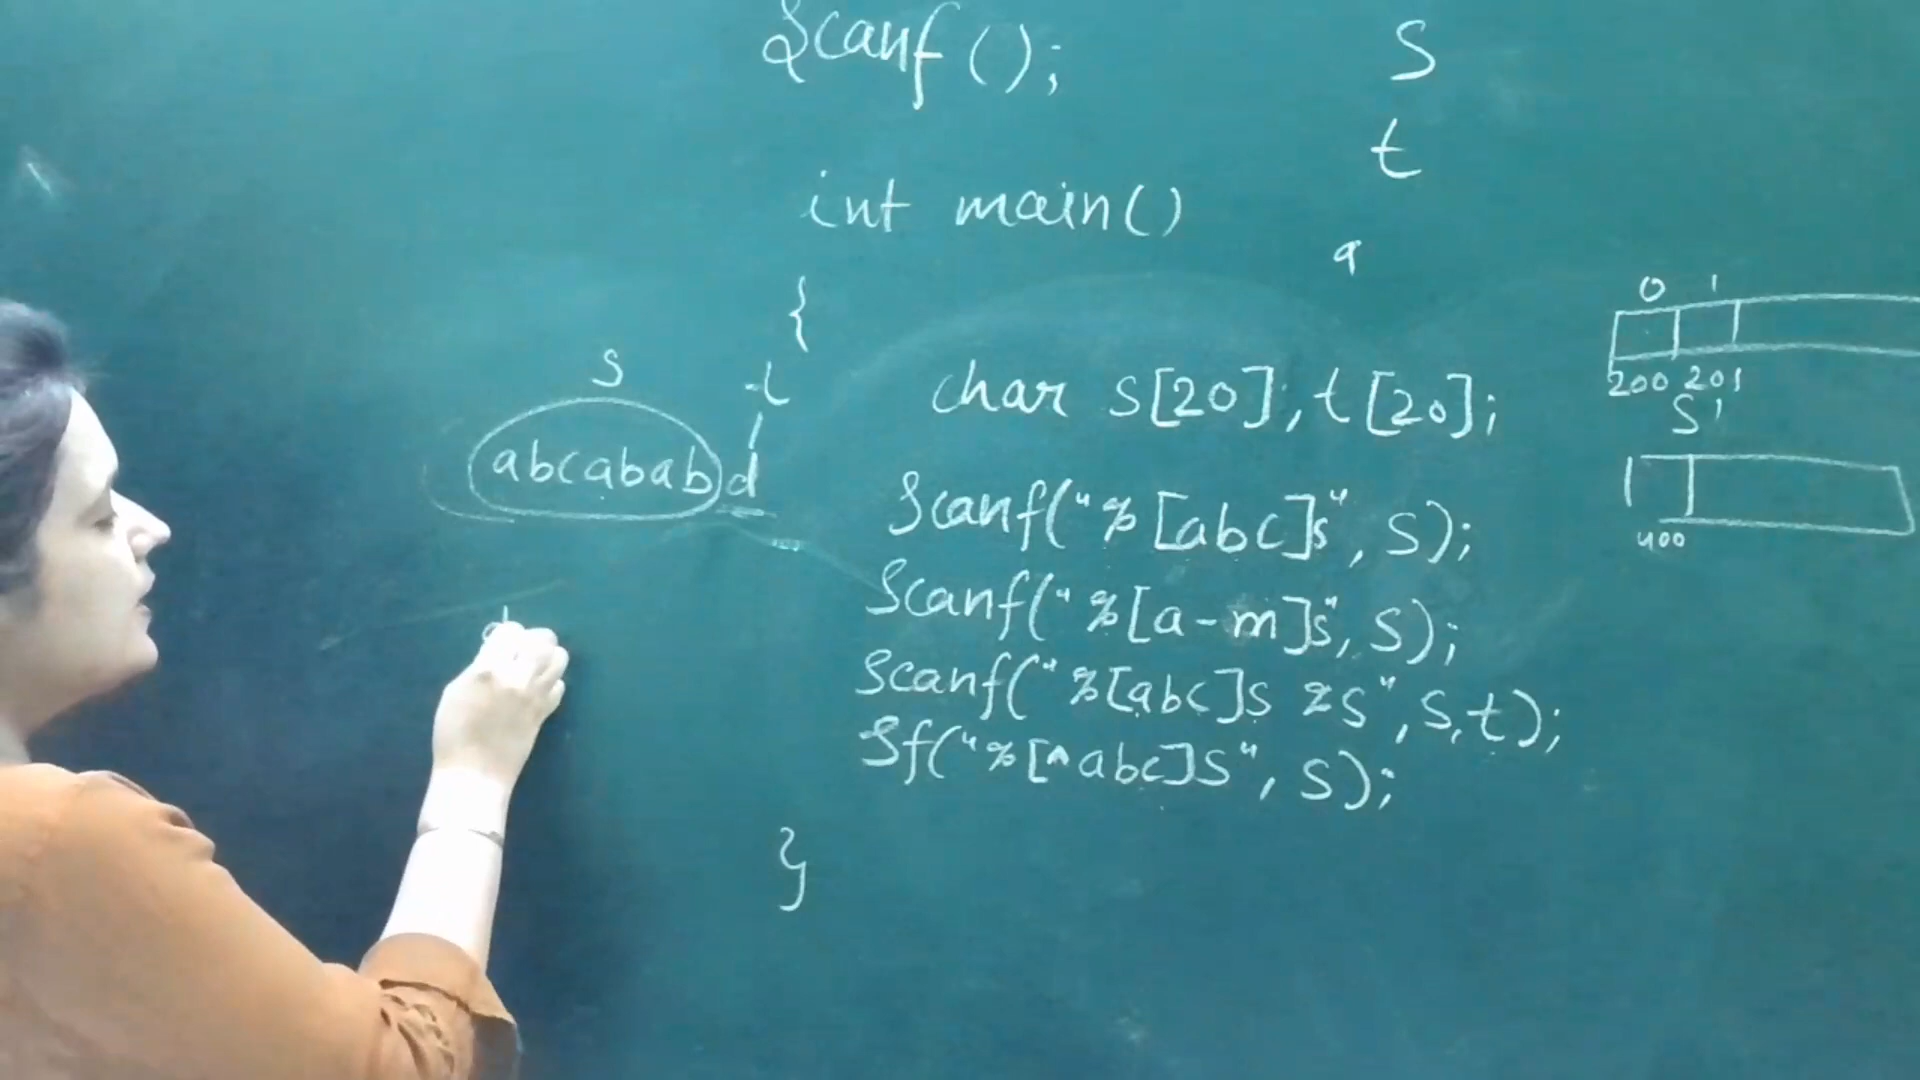 Scanf();
S
t
int main()
a
{
0 1
200 201
S
t
char s[20], t[20];
S
abcababd
Scanf("%[abc]s", S);
400
Scanf("%[a-m]s", S);
d
Scanf("%[abc]s %s", s, t);
Sf("%[^abc]S", S);
}